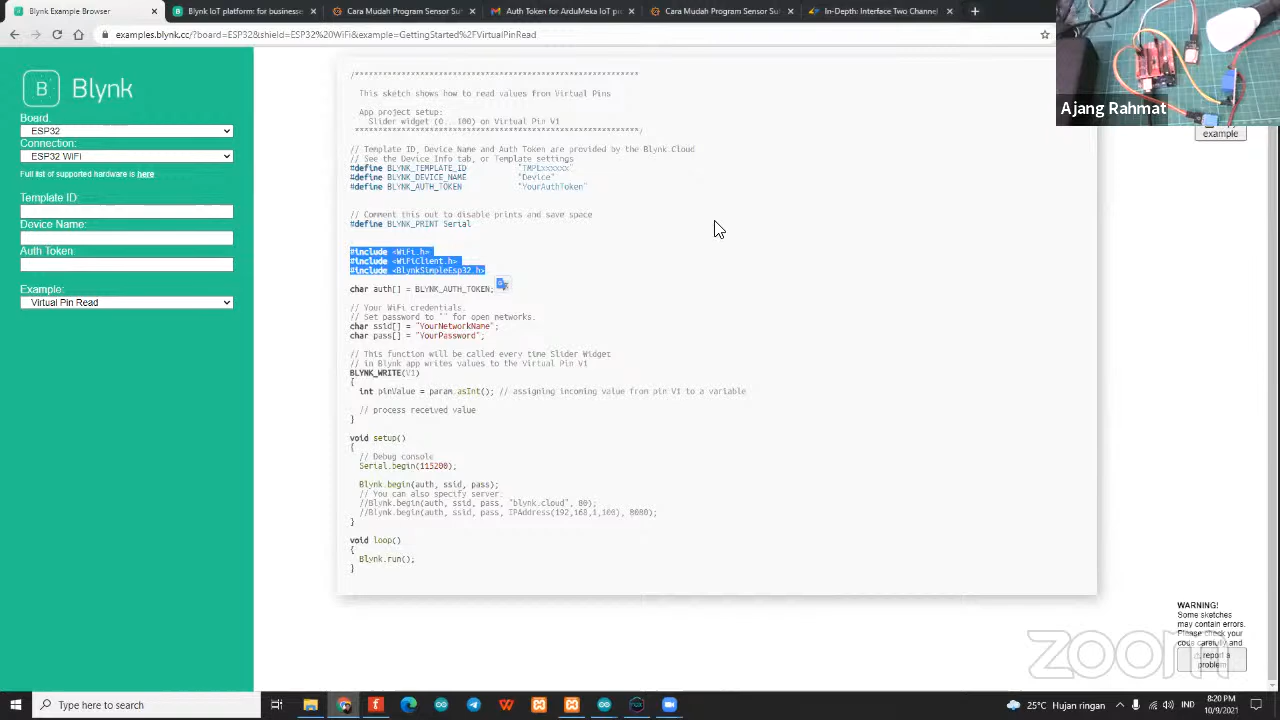 Blynk Example Browser
Blynk IoT platform for businesse
Cara Mudah Program Sensor Su
Auth Token for ArduMeka IoT pr
Cara Mudah Program Sensor Sul
In-Depth: Interface Two Channel
examples.blynk.cc/?board=ESP32&shield=ESP32%20WiFi&example=GettingStarted%2FVirtualPinRead
Ajang Rahmat
B Blynk
Board:
ESP32
Connection:
ESP32 WiFi
Full list of supported hardware is here
Template ID:
Device Name:
Auth Token:
Example:
Virtual Pin Read
example
/*************************************************************
This sketch shows how to read values from Virtual Pins
App project setup:
Slider widget (0...100) on Virtual Pin V1
*************************************************************/
// Template ID, Device Name and Auth Token are provided by the Blynk.Cloud
// See the Device Info tab, or Template settings
#define BLYNK_TEMPLATE_ID "TMPLxxxxxx"
#define BLYNK_DEVICE_NAME "Device"
#define BLYNK_AUTH_TOKEN "YourAuthToken"
// Comment this out to disable prints and save space
#define BLYNK_PRINT Serial
#include <WiFi.h>
#include <WiFiClient.h>
#include <BlynkSimpleEsp32.h>
char auth[] = BLYNK_AUTH_TOKEN;
// Your WiFi credentials.
// Set password to "" for open networks.
char ssid[] = "YourNetworkName";
char pass[] = "YourPassword";
// This function will be called every time Slider Widget
// in Blynk app writes values to the Virtual Pin V1
BLYNK_WRITE(V1)
{
int pinValue = param.asInt(); // assigning incoming value from pin V1 to a variable
// process received value
}
void setup()
{
// Debug console
Serial.begin(115200);
Blynk.begin(auth, ssid, pass);
// You can also specify server:
//Blynk.begin(auth, ssid, pass, "blynk.cloud", 80);
//Blynk.begin(auth, ssid, pass, IPAddress(192,168,1,100), 8080);
}
void loop()
{
Blynk.run();
}
WARNING!
Some sketches
may contain errors.
Please check your
code carefully and
report a
problem
zoom
Type here to search
25°C Hujan ringan
IND
8:20 PM
10/9/2021